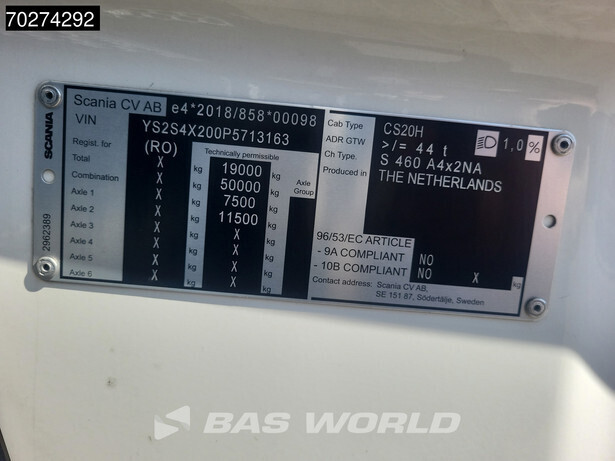 70274292
Scania CV AB e4*2018/858*00098
VIN YS2S4X200P5713163
Regist. for (RO) Technically permissible
Total X kg 19000 kg
Combination X kg 50000 kg Axle Group
Axle 1 X kg 7500 kg
Axle 2 X kg 11500 kg
Axle 3 X kg X kg
Axle 4 X kg X kg
Axle 5 X kg X kg
Axle 6 X kg X kg
SCANIA
2962389
Cab Type CS20H
ADR GTW >/= 44 t 1,0 %
Ch. Type. S 460 A4x2NA
Produced in THE NETHERLANDS
96/53/EC ARTICLE
- 9A COMPLIANT NO
- 10B COMPLIANT NO X kg
Contact address: Scania CV AB,
SE 151 87, Södertälje, Sweden
BAS WORLD